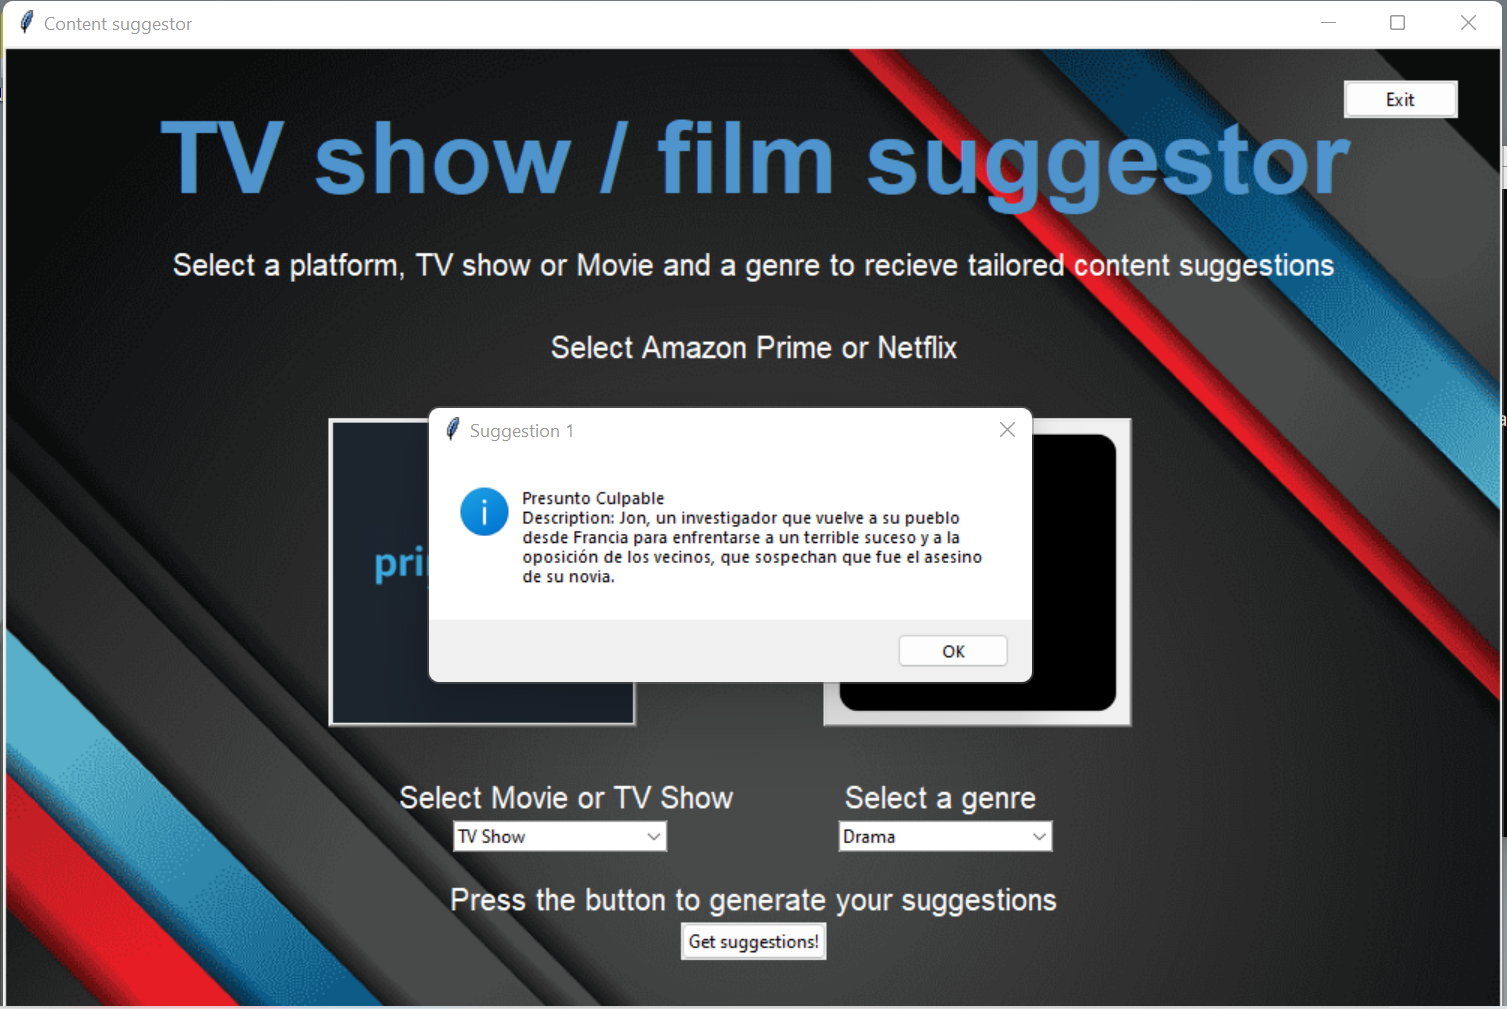 Content suggestor
Exit
TV show / film suggestor
Select a platform, TV show or Movie and a genre to recieve tailored content suggestions
Select Amazon Prime or Netflix
Suggestion 1
Presunto Culpable
Description: Jon, un investigador que vuelve a su pueblo
desde Francia para enfrentarse a un terrible suceso y a la
oposición de los vecinos, que sospechan que fue el asesino
de su novia.
OK
Select Movie or TV Show
Select a genre
TV Show
Drama
Press the button to generate your suggestions
Get suggestions!